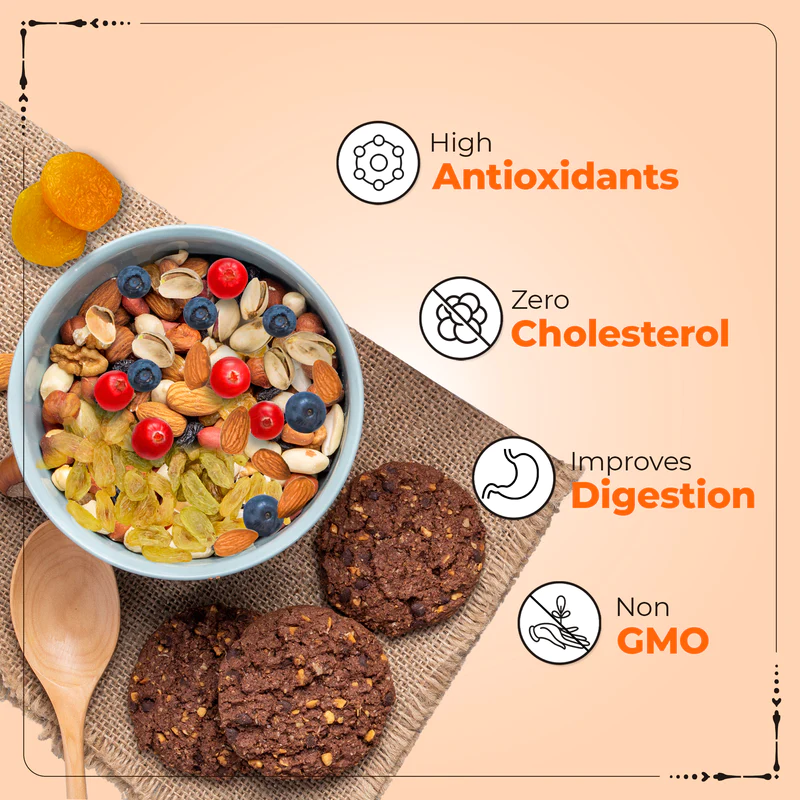 High
Antioxidants
Zero
Cholesterol
Improves
Digestion
Non
GMO